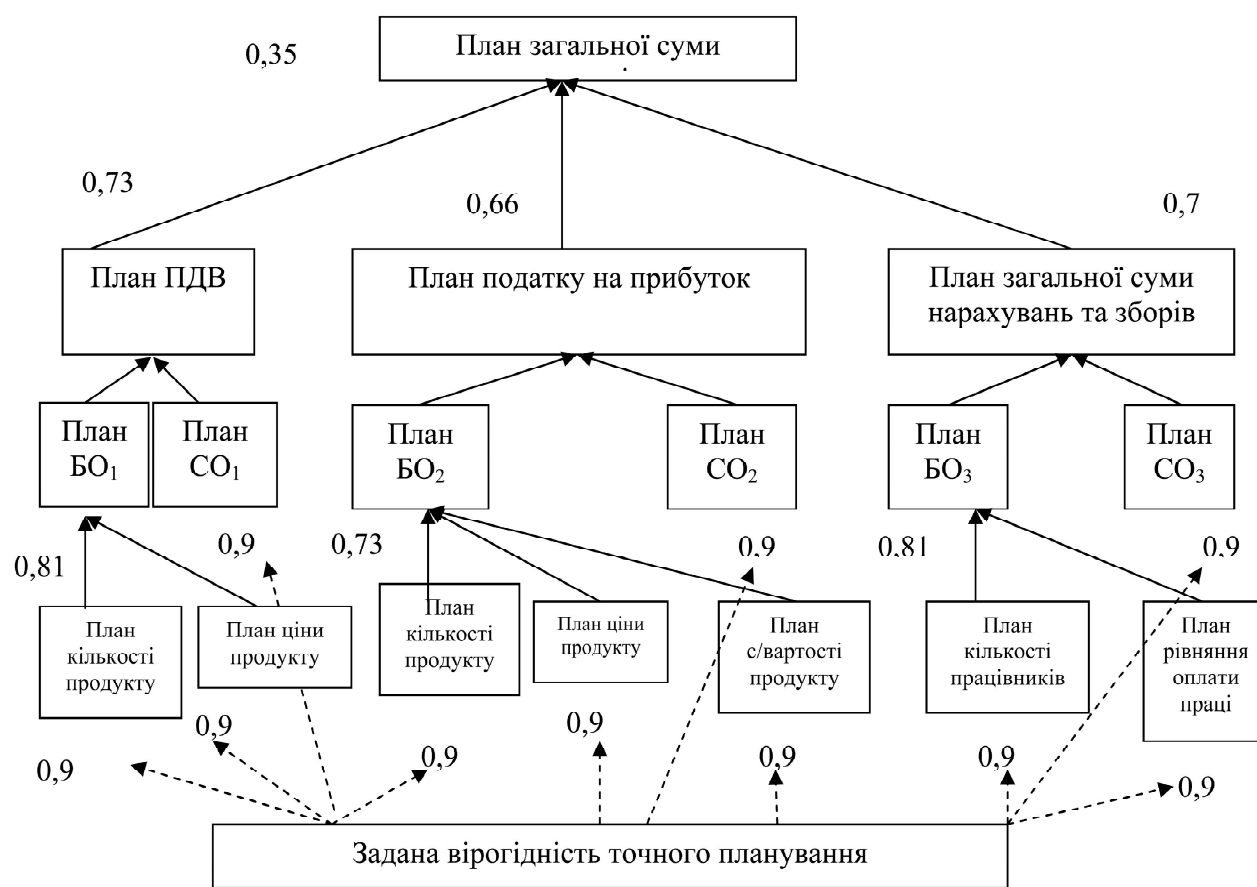 План загальної суми
0,35
0,73
0,66
0,7
План ПДВ
План податку на прибуток
План загальної суми
нарахувань та зборів
План
БО₁
План
СО₁
План
БО₂
План
СО₂
План
БО₃
План
СО₃
0,81
0,9
0,73
0,9
0,81
0,9
План
кількості
продукту
План ціни
продукту
План
кількості
продукту
План ціни
продукту
План
с/вартості
продукту
План
кількості
працівників
План
рівняння
оплати
праці
0,9
0,9
0,9
0,9
0,9
0,9
0,9
Задана вірогідність точного планування